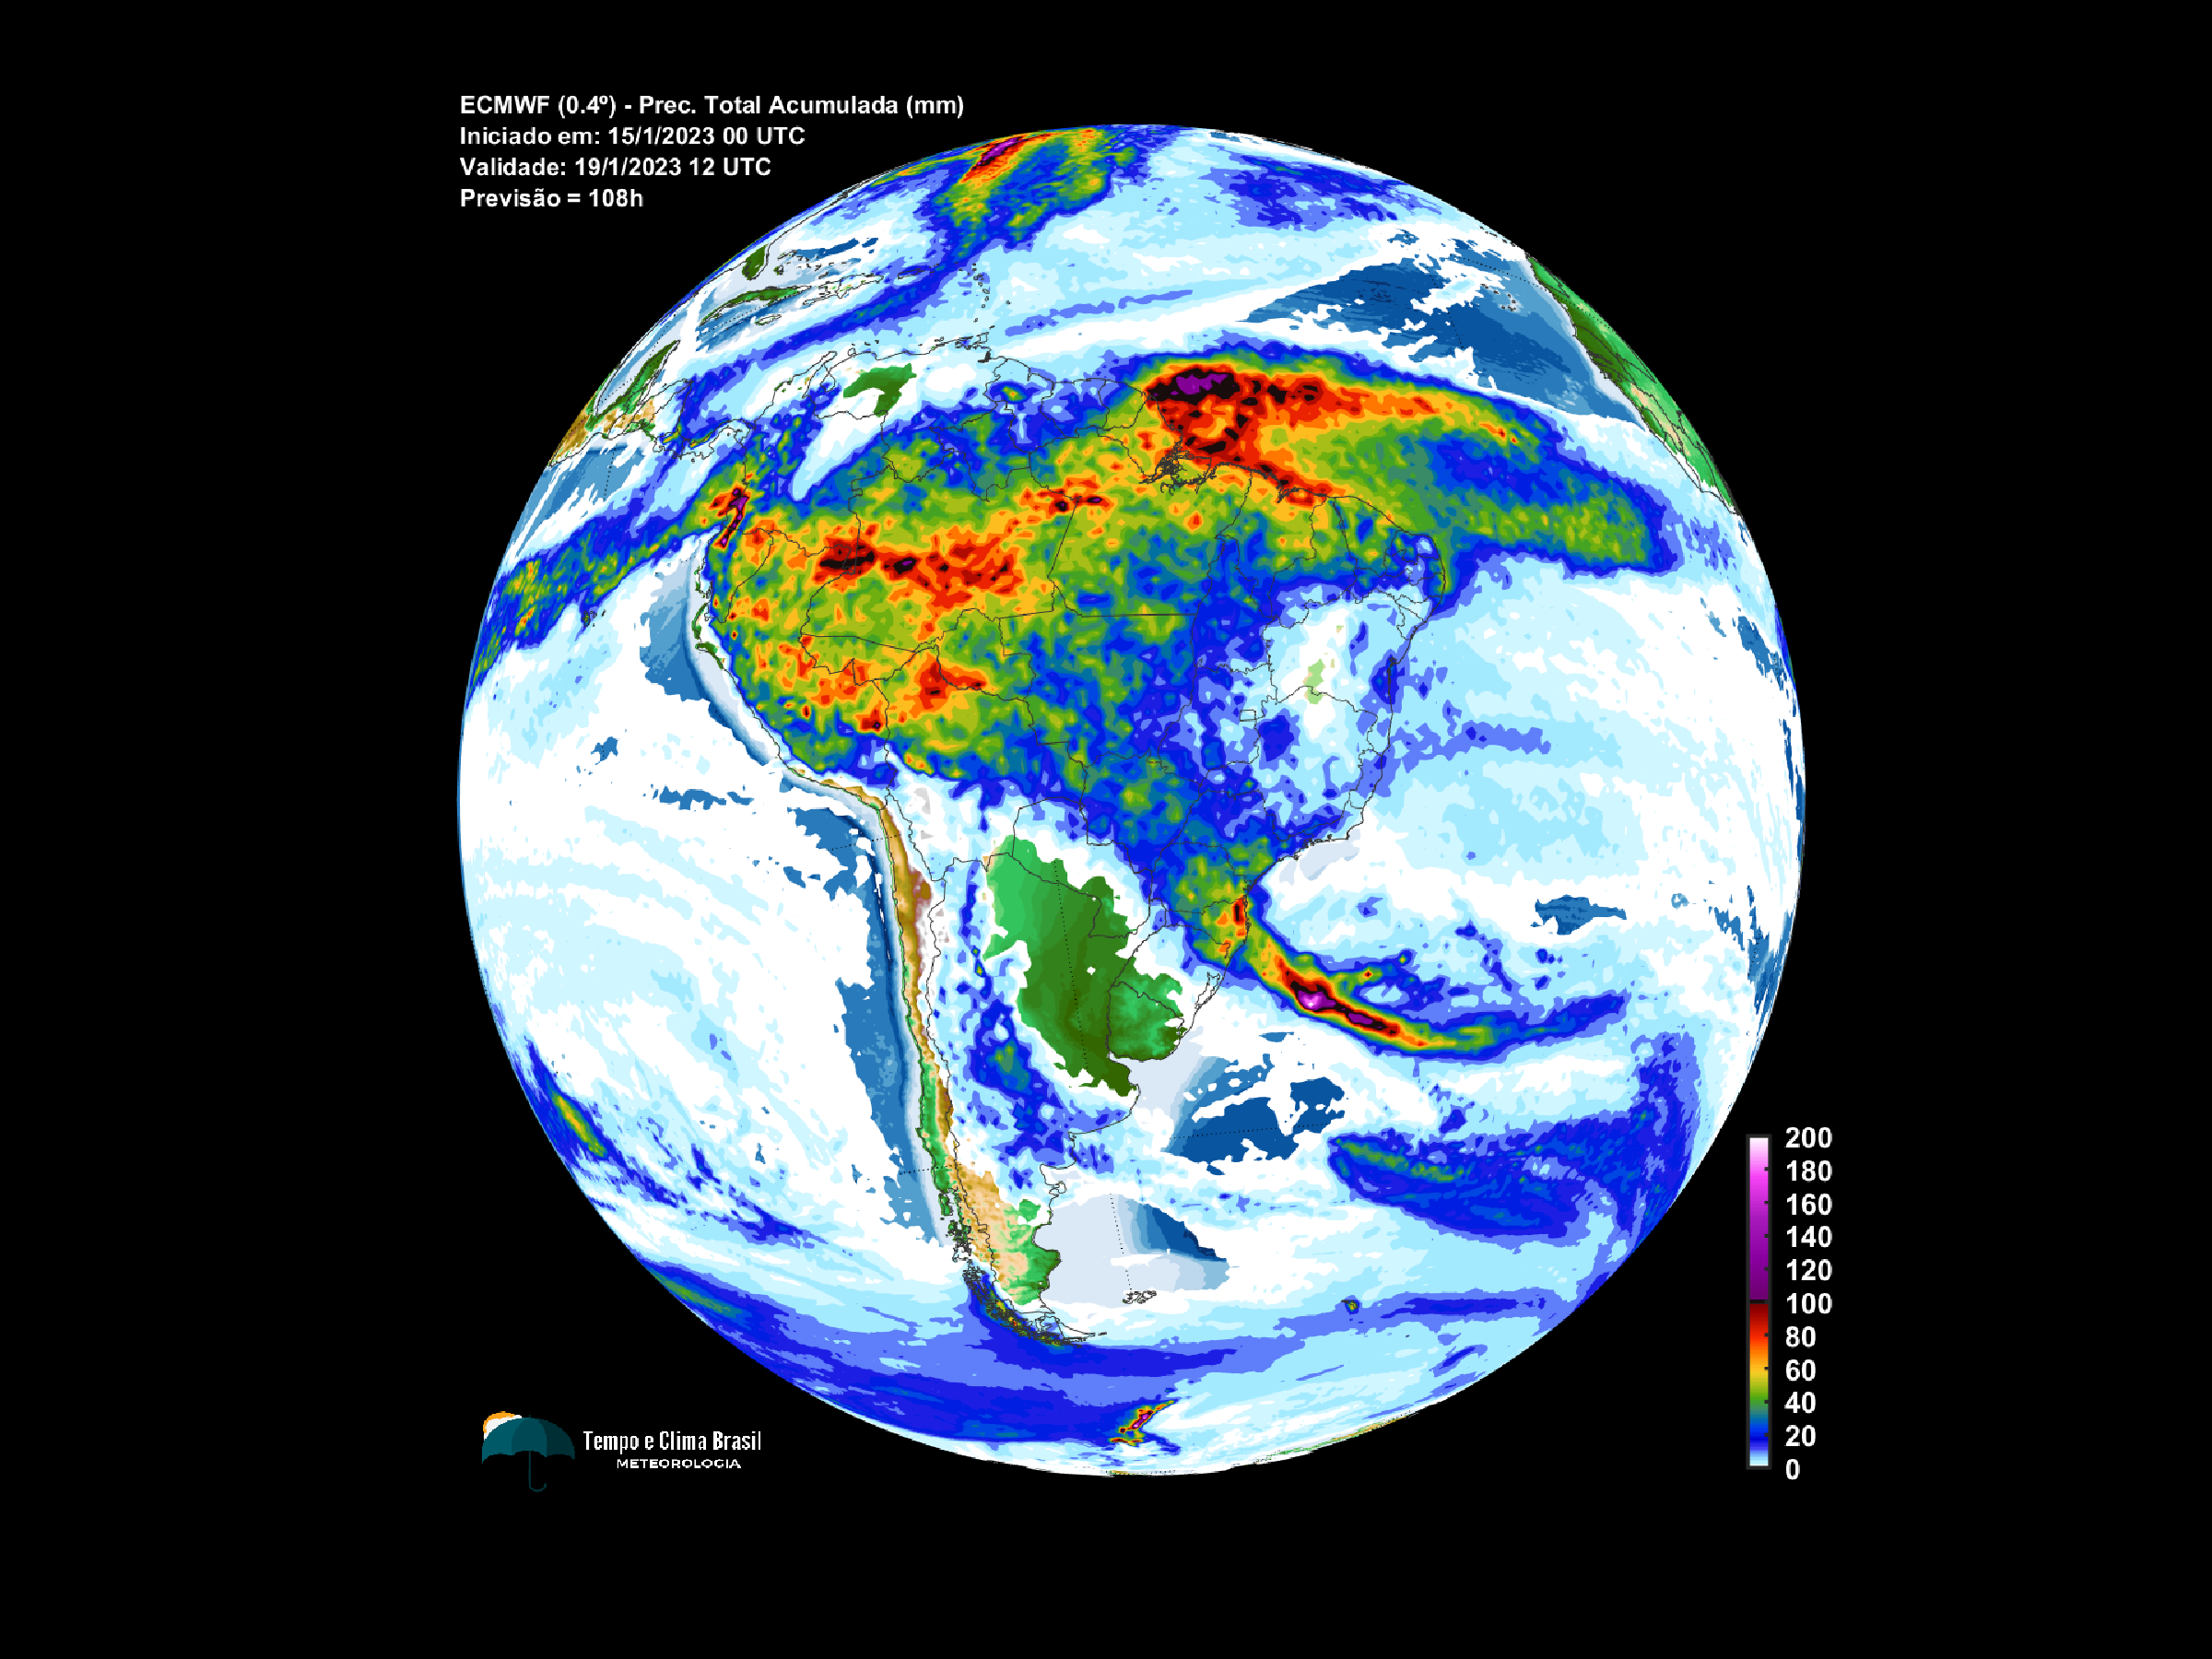 ECMWF (0.4º) - Prec. Total Acumulada (mm)
Iniciado em: 15/1/2023 00 UTC
Validade: 19/1/2023 12 UTC
Previsão = 108h
200
180
160
140
120
100
80
60
40
20
0
Tempo e Clima Brasil
METEOROLOGIA